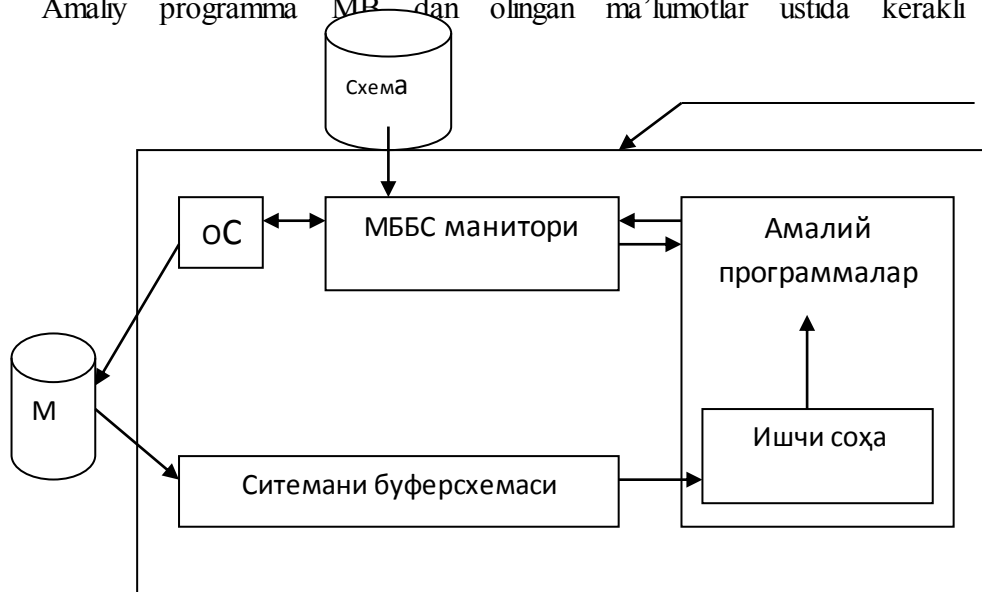 Amaliy programma MB dan olingan ma’lumotlar ustida kerakli
Схема
ОС
МББС манитори
Амалий
программалар
М
Ишчи соҳа
Ситемани буферсхемаси